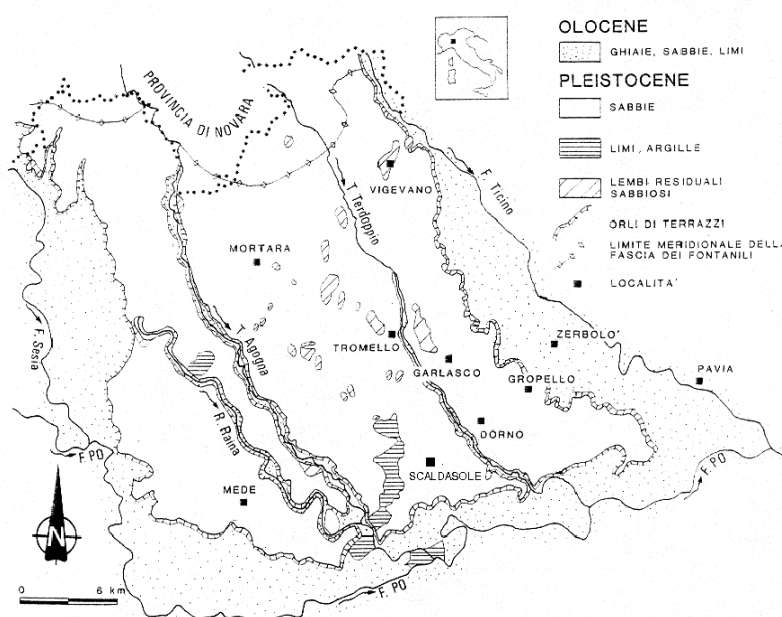 OLOCENE
GHIAIE, SABBIE, LIMI
PLEISTOCENE
SABBIE
LIMI, ARGILLE
LEMBI RESIDUALI
SABBIOSI
ORLI DI TERRAZZI
LIMITE MERIDIONALE DELLA
FASCIA DEI FONTANILI
LOCALITA'
PROVINCIA DI NOVARA
F. Ticino
VIGEVANO
T. Terdoppio
MORTARA
F. Sesia
T. Agogna
TROMELLO
ZERBOLO'
GARLASCO
GROPELLO
PAVIA
R. Raina
DORNO
F. PO
F. PO
SCALDASOLE
MEDE
N
F. PO
0 6 km